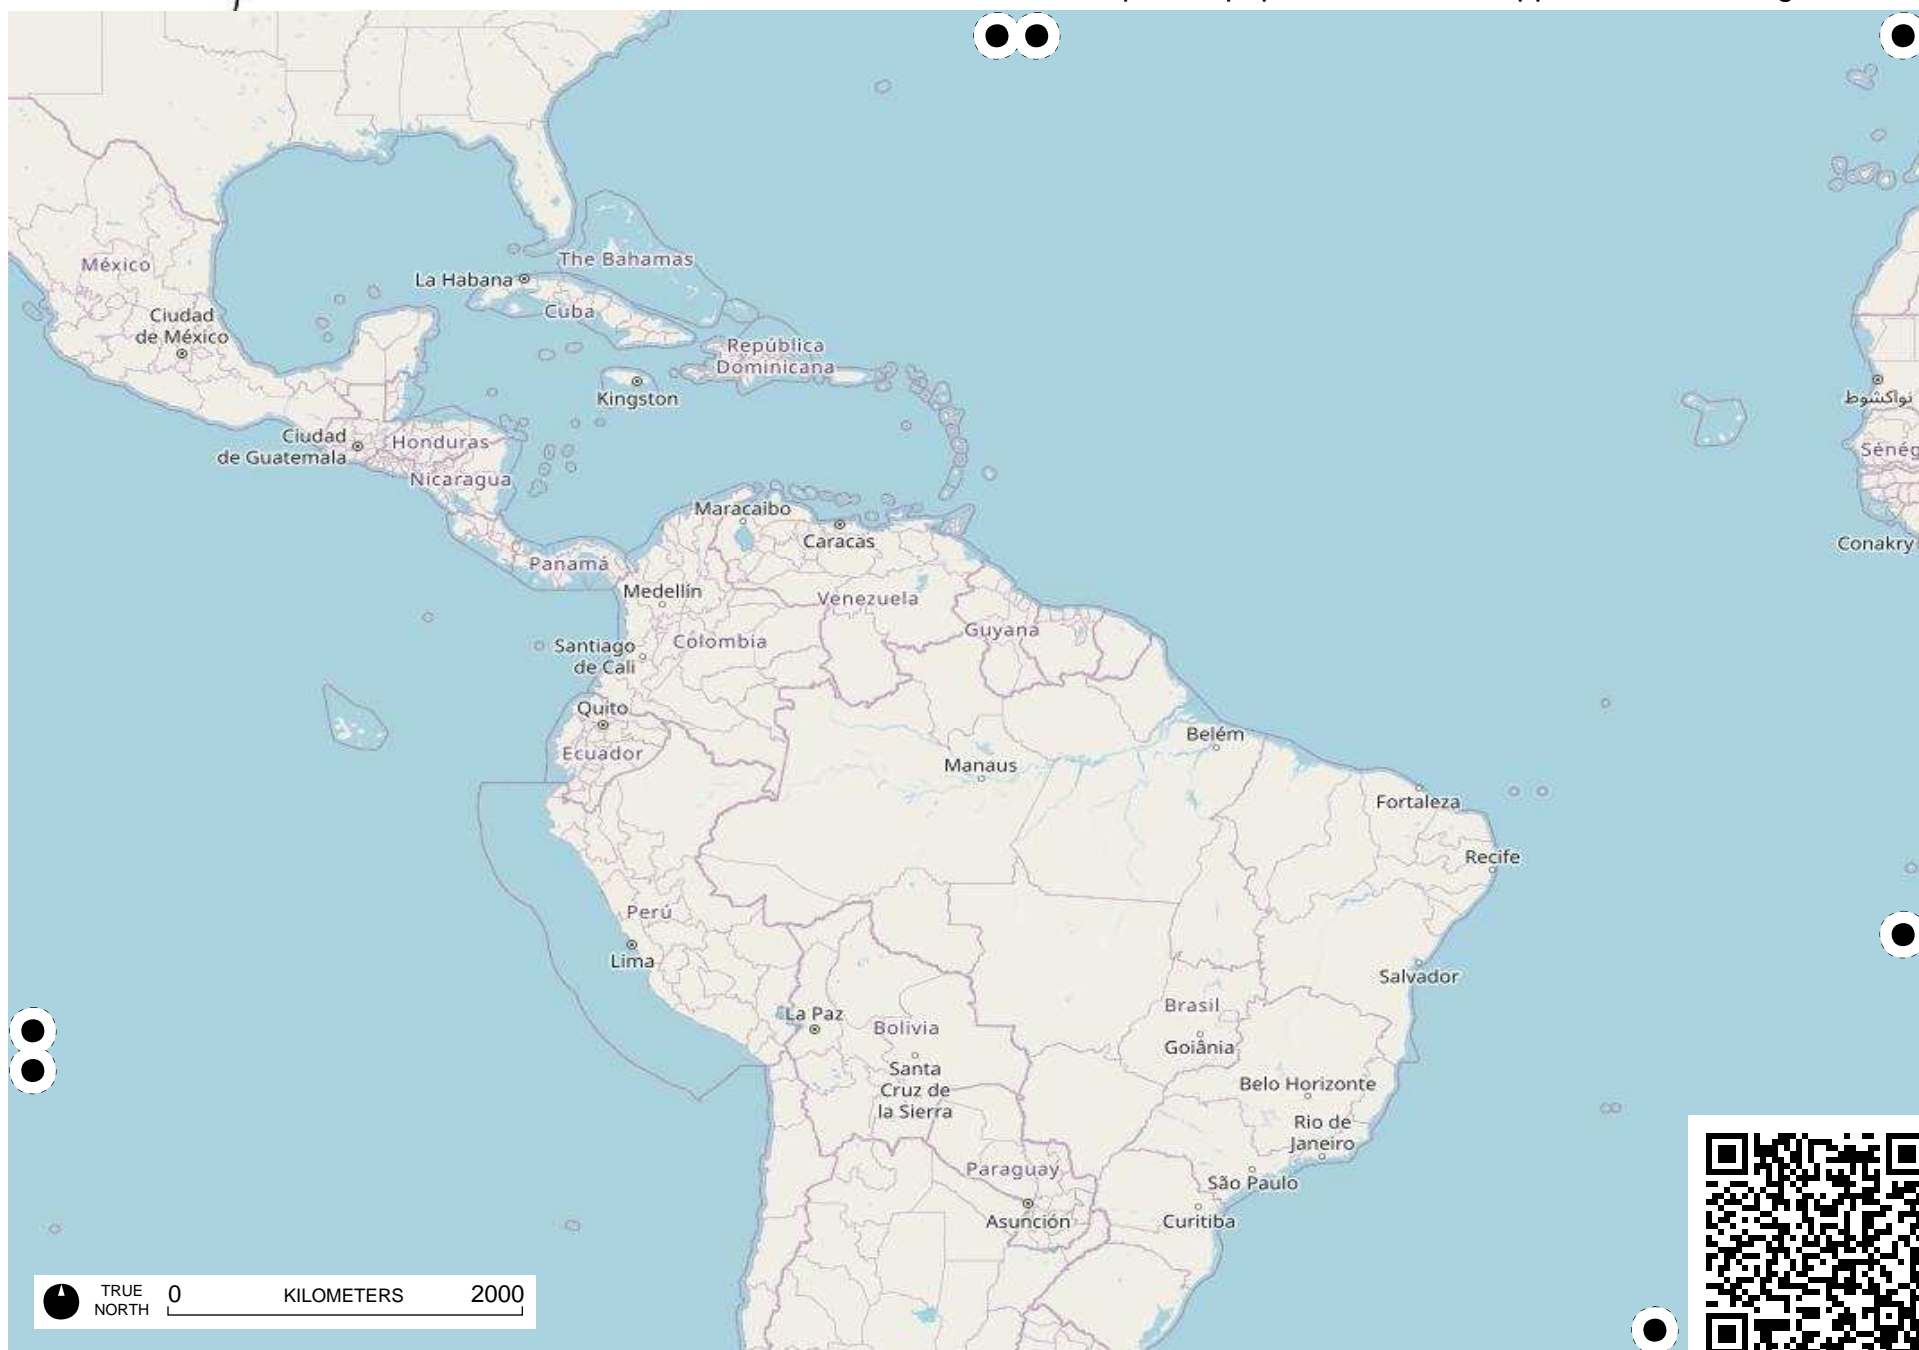 México
The Bahamas
La Habana
Cuba
Ciudad
de México
República
Dominicana
Kingston
نواكشوط
Ciudad
de Guatemala
Honduras
Nicaragua
Sénég
Maracaibo
Caracas
Conakry
Panamá
Medellín
Venezuela
Guyana
Colombia
Santiago
de Cali
Quito
Ecuador
Belém
Manaus
Fortaleza
Recife
Perú
Lima
Salvador
La Paz
Bolivia
Brasil
Goiânia
Santa
Cruz de
la Sierra
Belo Horizonte
Rio de
Janeiro
Paraguay
São Paulo
Asunción
Curitiba
TRUE
NORTH
0 KILOMETERS 2000